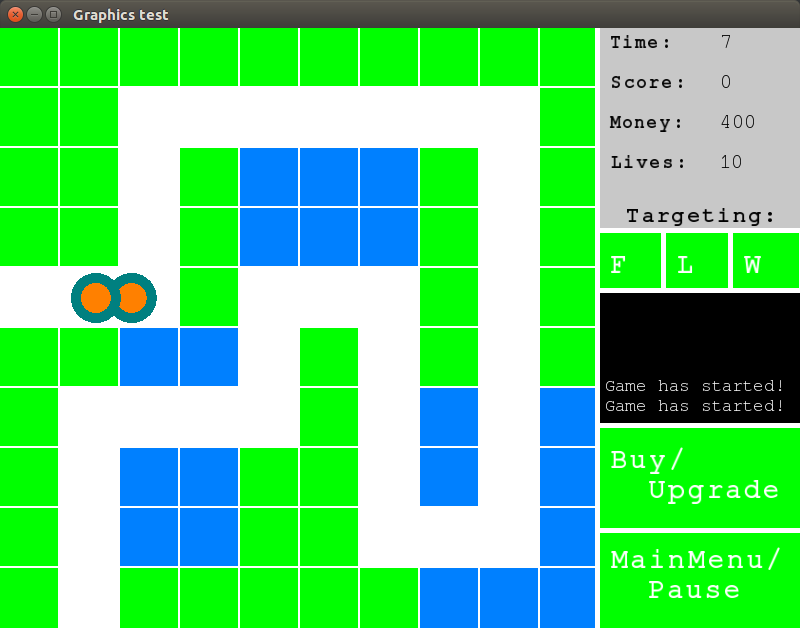 Graphics test
Time: 7
Score: 0
Money: 400
Lives: 10
Targeting:
F L W
Game has started!
Game has started!
Buy/
Upgrade
MainMenu/
Pause